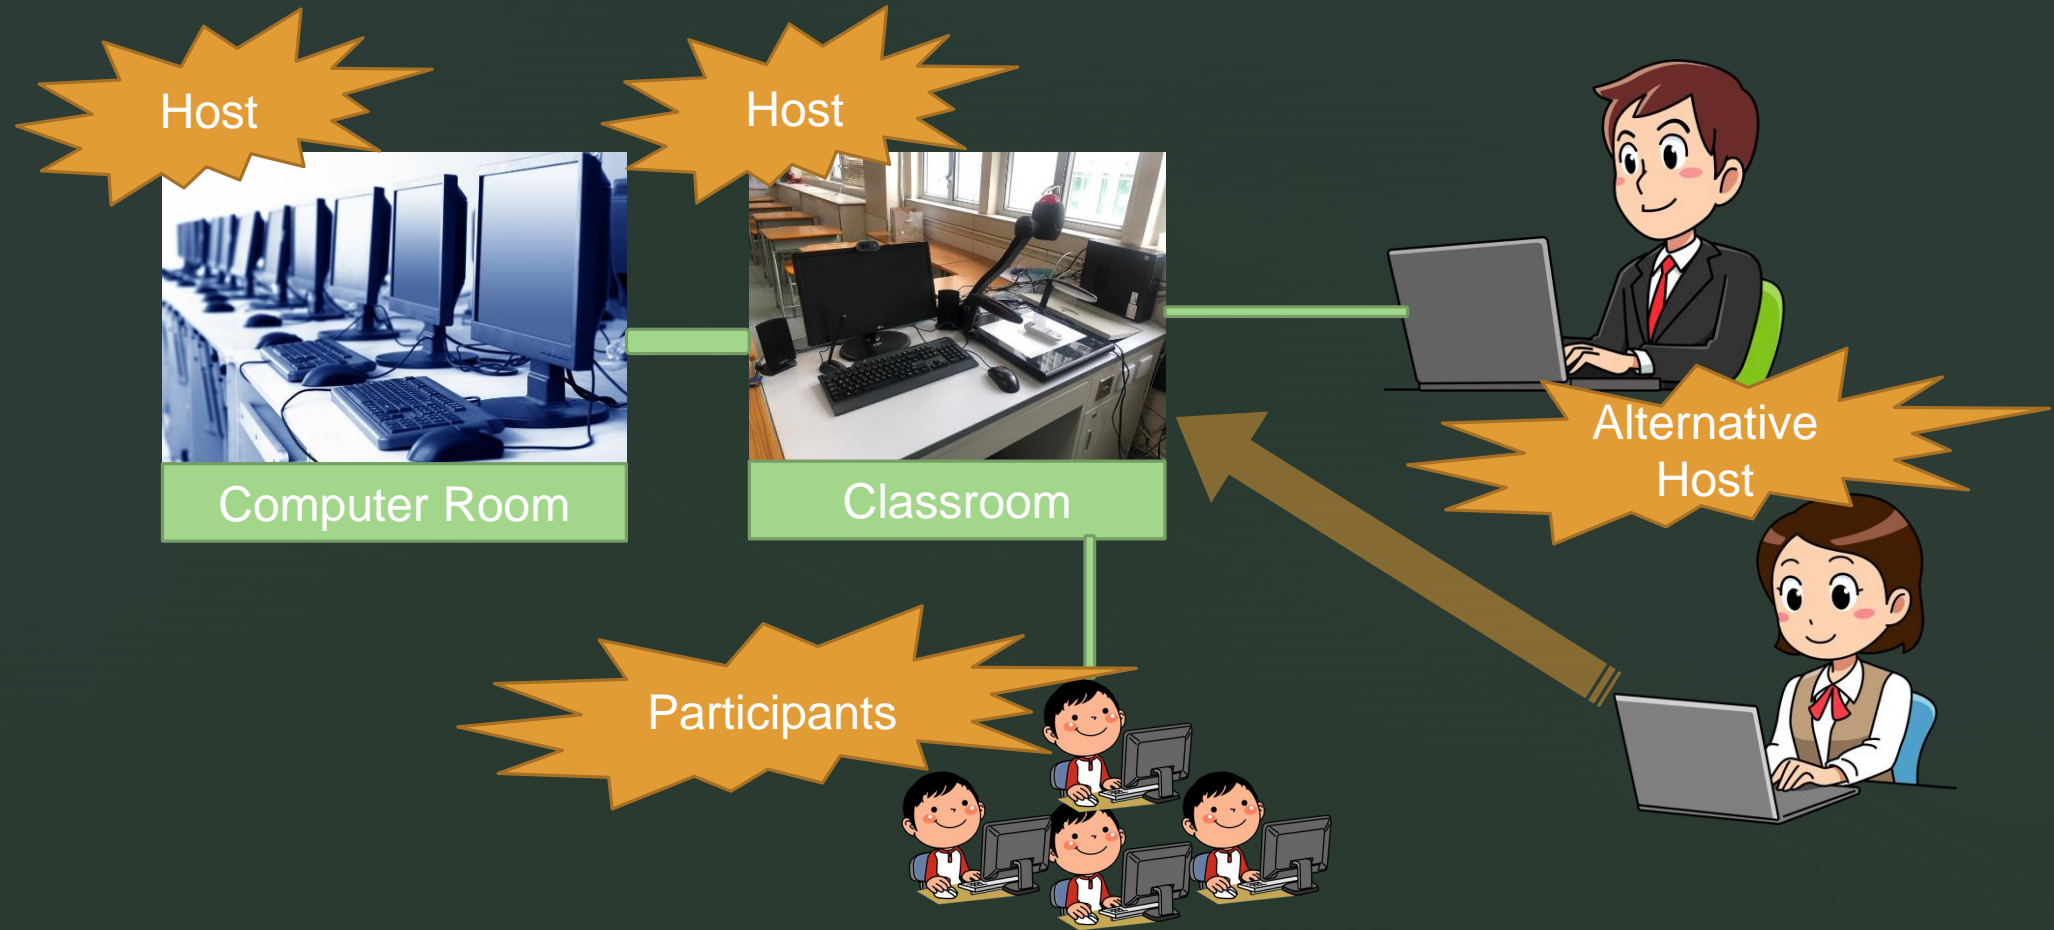 Host
Host
Computer Room
Classroom
Alternative
Host
Participants